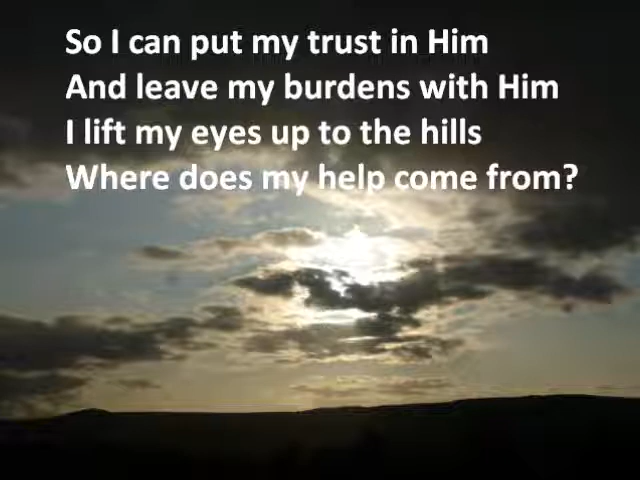 So I can put my trust in Him
And leave my burdens with Him
I lift my eyes up to the hills
Where does my help come from?